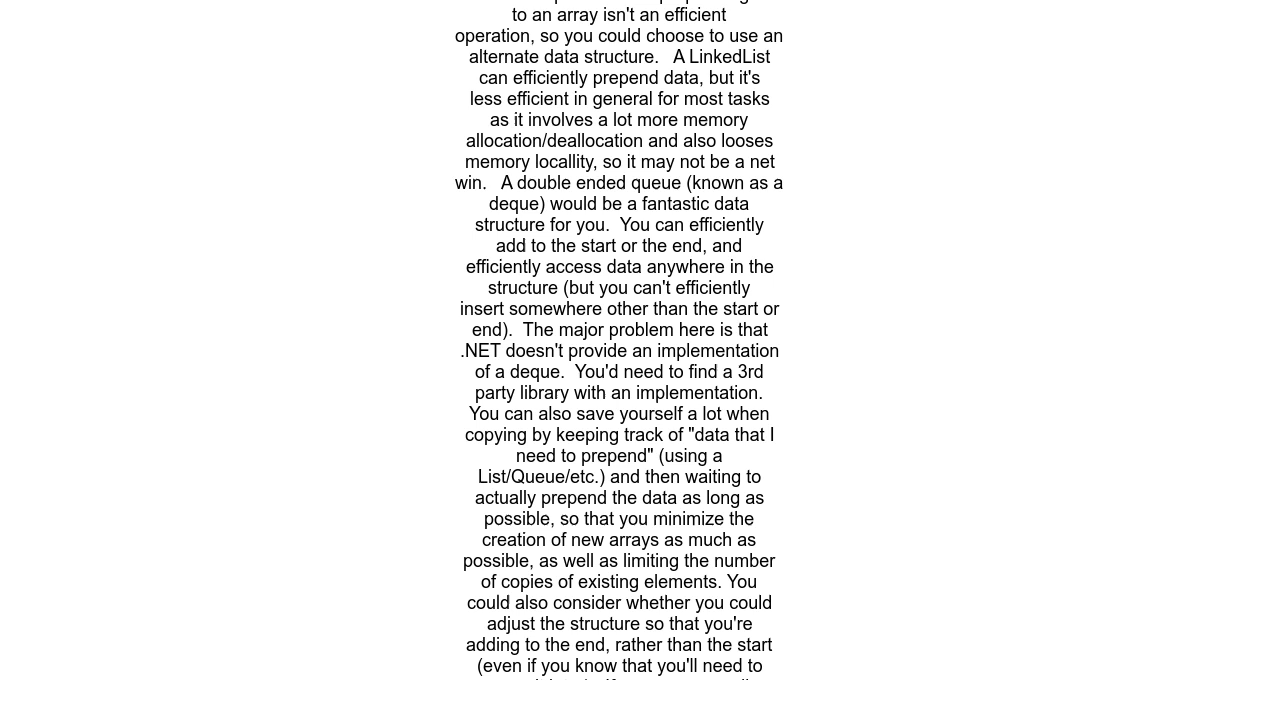 to an array isn't an efficient
operation, so you could choose to use an
alternate data structure.   A LinkedList
can efficiently prepend data, but it's
less efficient in general for most tasks
as it involves a lot more memory
allocation/deallocation and also looses
memory locallity, so it may not be a net
win.   A double ended queue (known as a
deque) would be a fantastic data
structure for you.  You can efficiently
add to the start or the end, and
efficiently access data anywhere in the
structure (but you can't efficiently
insert somewhere other than the start or
end).  The major problem here is that
.NET doesn't provide an implementation
of a deque.  You'd need to find a 3rd
party library with an implementation.
You can also save yourself a lot when
copying by keeping track of "data that I
need to prepend" (using a
List/Queue/etc.) and then waiting to
actually prepend the data as long as
possible, so that you minimize the
creation of new arrays as much as
possible, as well as limiting the number
of copies of existing elements. You
could also consider whether you could
adjust the structure so that you're
adding to the end, rather than the start
(even if you know that you'll need to